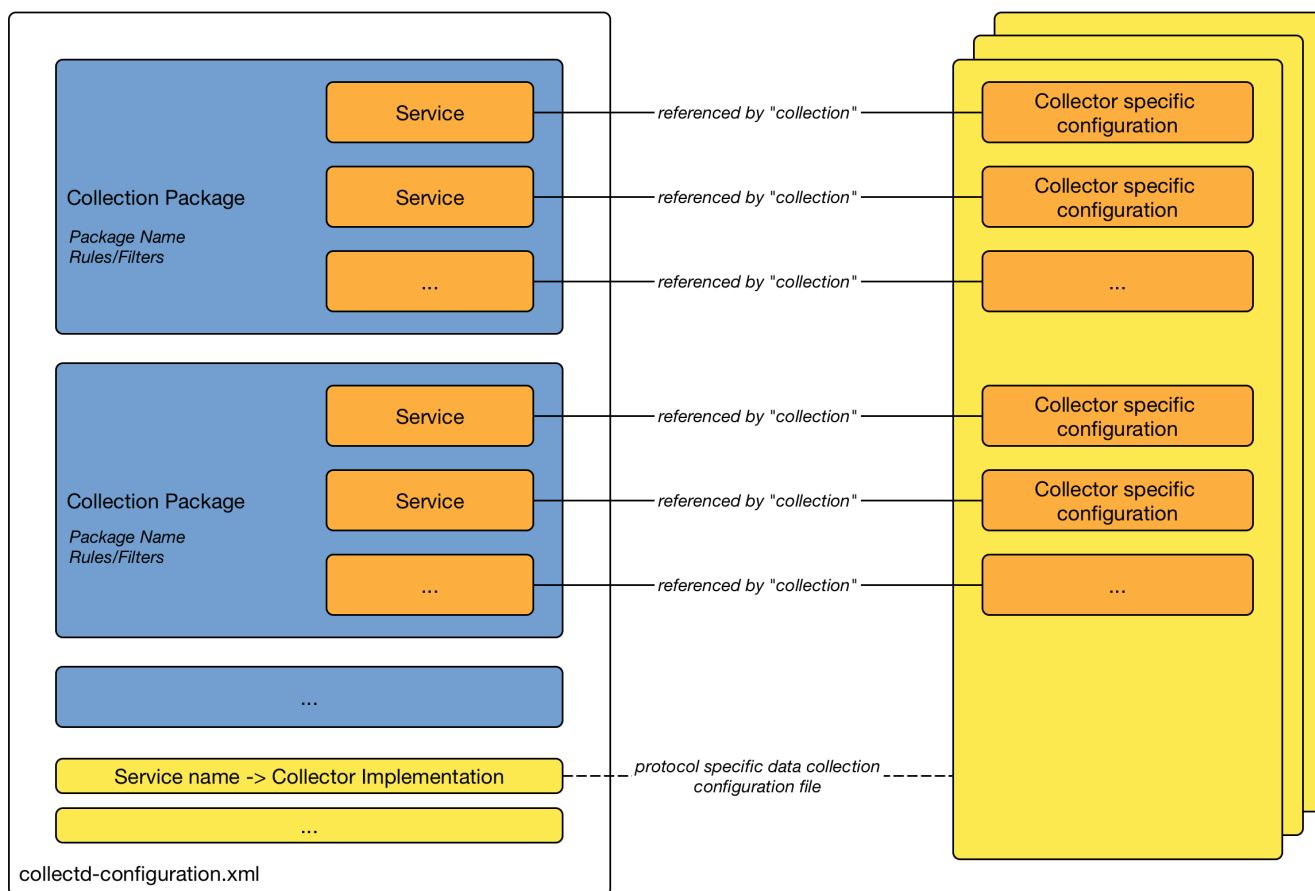 Service
referenced by "collection"
Collector specific
configuration
Collection Package
Package Name
Rules/Filters
Service
referenced by "collection"
Collector specific
configuration
...
referenced by "collection"
...
Service
referenced by "collection"
Collector specific
configuration
Collection Package
Package Name
Rules/Filters
Service
referenced by "collection"
Collector specific
configuration
...
referenced by "collection"
...
...
Service name -> Collector Implementation
protocol specific data collection
configuration file
...
collectd-configuration.xml